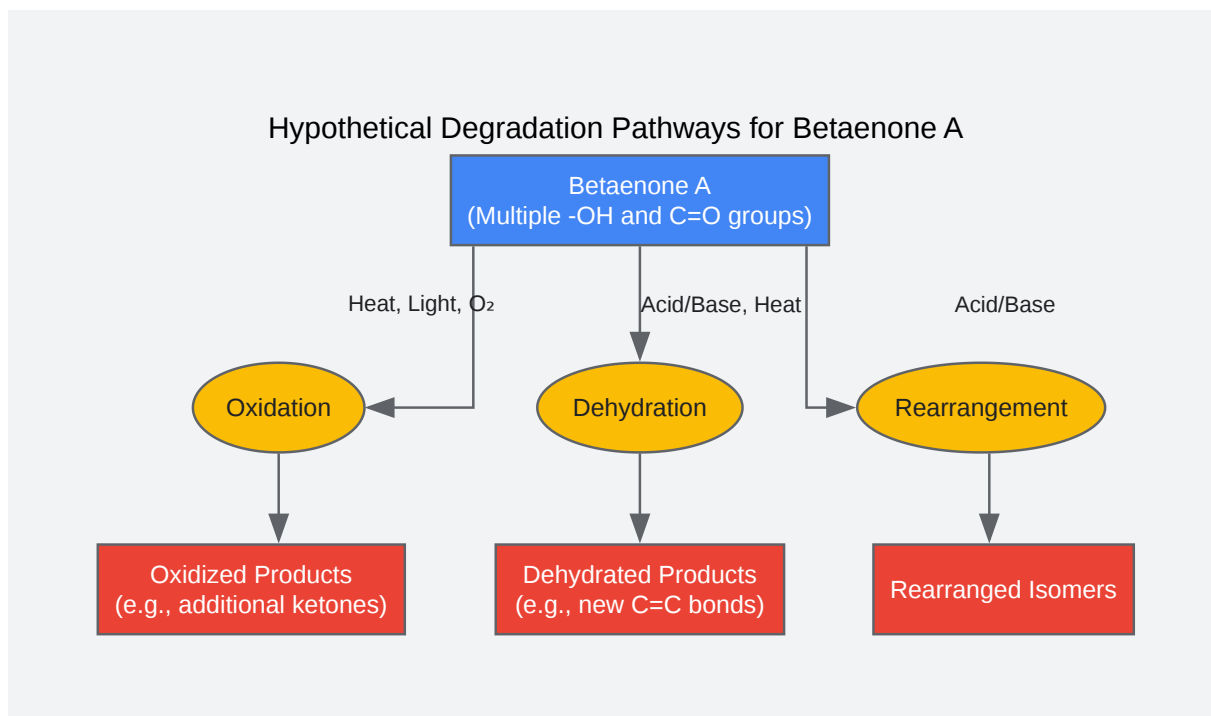 Hypothetical Degradation Pathways for Betaenone A
Betaenone A
(Multiple -OH and C=O groups)
Heat, Light, O₂
Acid/Base, Heat
Acid/Base
Oxidation
Dehydration
Rearrangement
Oxidized Products
(e.g., additional ketones)
Dehydrated Products
(e.g., new C=C bonds)
Rearranged Isomers